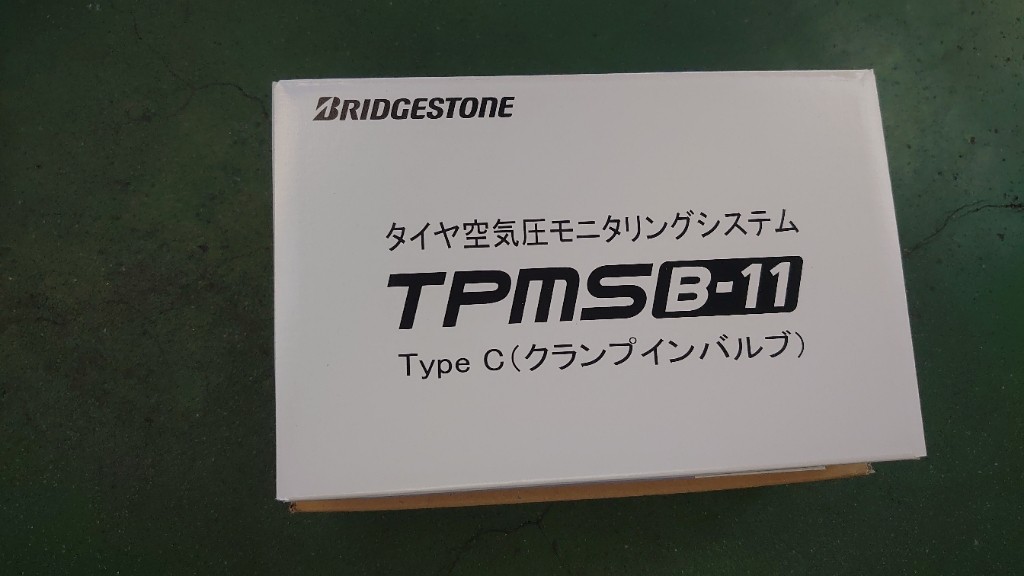 BRIDGESTONE
タイヤ空気圧モニタリングシステム
TPMS B-11
Type C(クランプインバルブ)